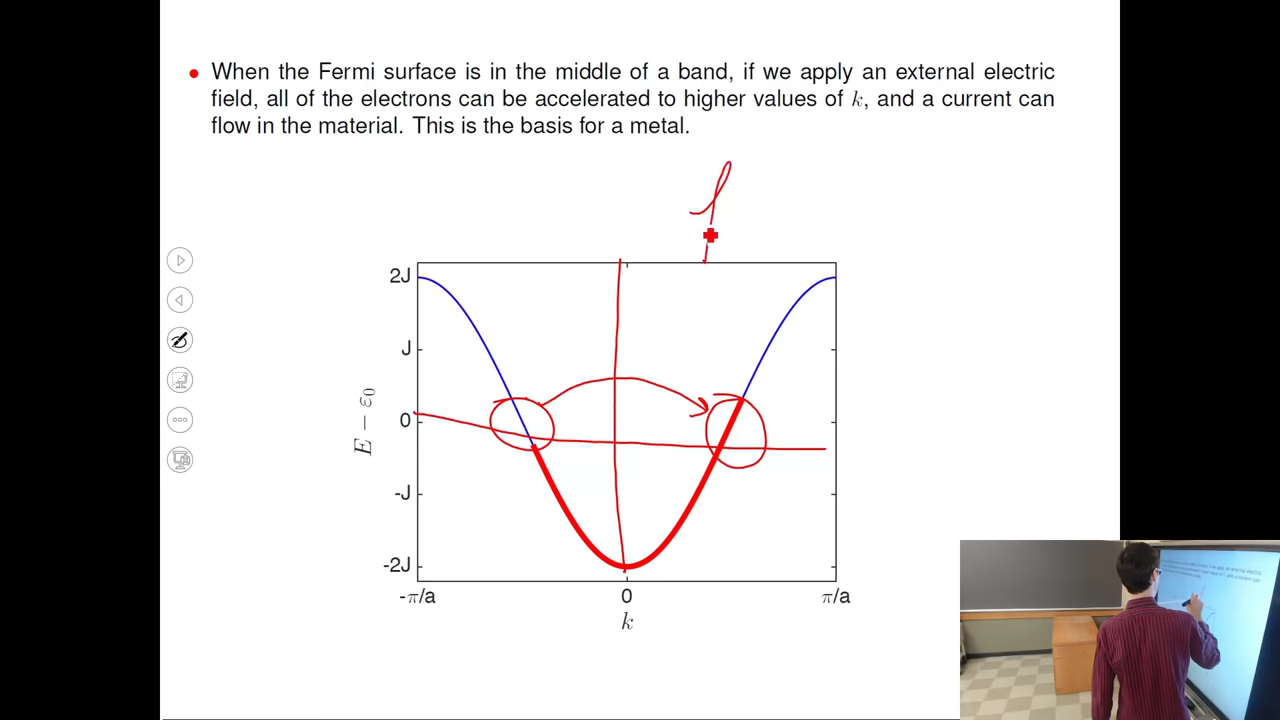 When the Fermi surface is in the middle of a band, if we apply an external electric
field, all of the electrons can be accelerated to higher values of k, and a current can
flow in the material. This is the basis for a metal.
2J
J
0
-J
-2J
E − ε₀
-π/a
0
π/a
k